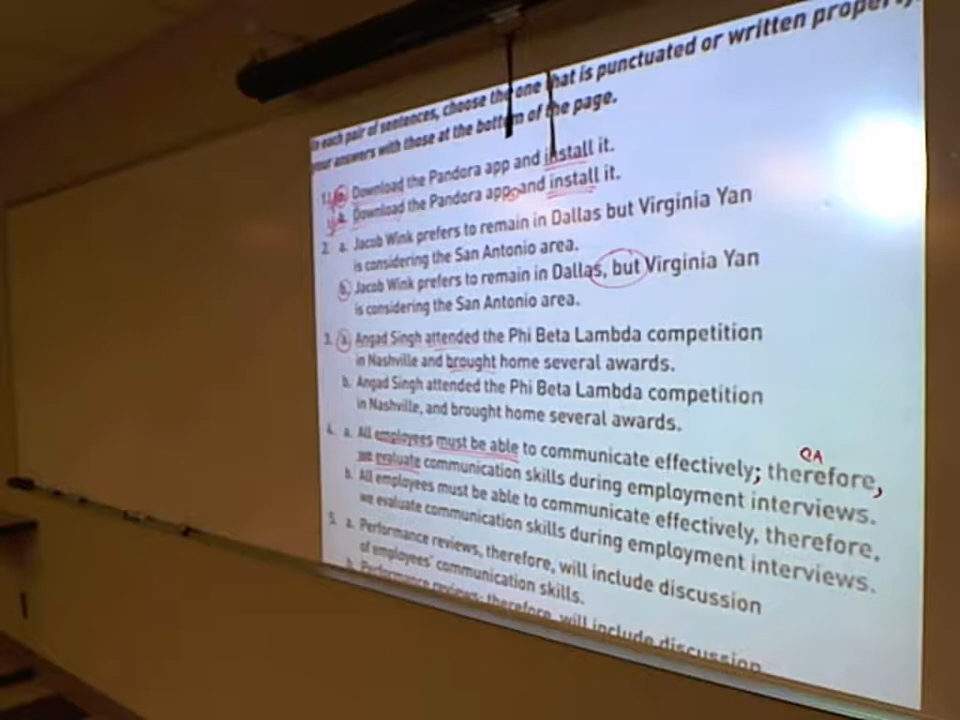 In each pair of sentences, choose the one that is punctuated or written properly.
your answers with those at the bottom of the page.
1. a. Download the Pandora app and install it.
b. Download the Pandora app, and install it.
2. a. Jacob Wink prefers to remain in Dallas but Virginia Yan
is considering the San Antonio area.
b. Jacob Wink prefers to remain in Dallas, but Virginia Yan
is considering the San Antonio area.
3. a. Angad Singh attended the Phi Beta Lambda competition
in Nashville and brought home several awards.
b. Angad Singh attended the Phi Beta Lambda competition
in Nashville, and brought home several awards.
CA
4. a. All employees must be able to communicate effectively; therefore,
we evaluate communication skills during employment interviews.
b. All employees must be able to communicate effectively, therefore,
we evaluate communication skills during employment interviews.
5. a. Performance reviews, therefore, will include discussion
of employees' communication skills.
b. Performance reviews; therefore, will include discussion